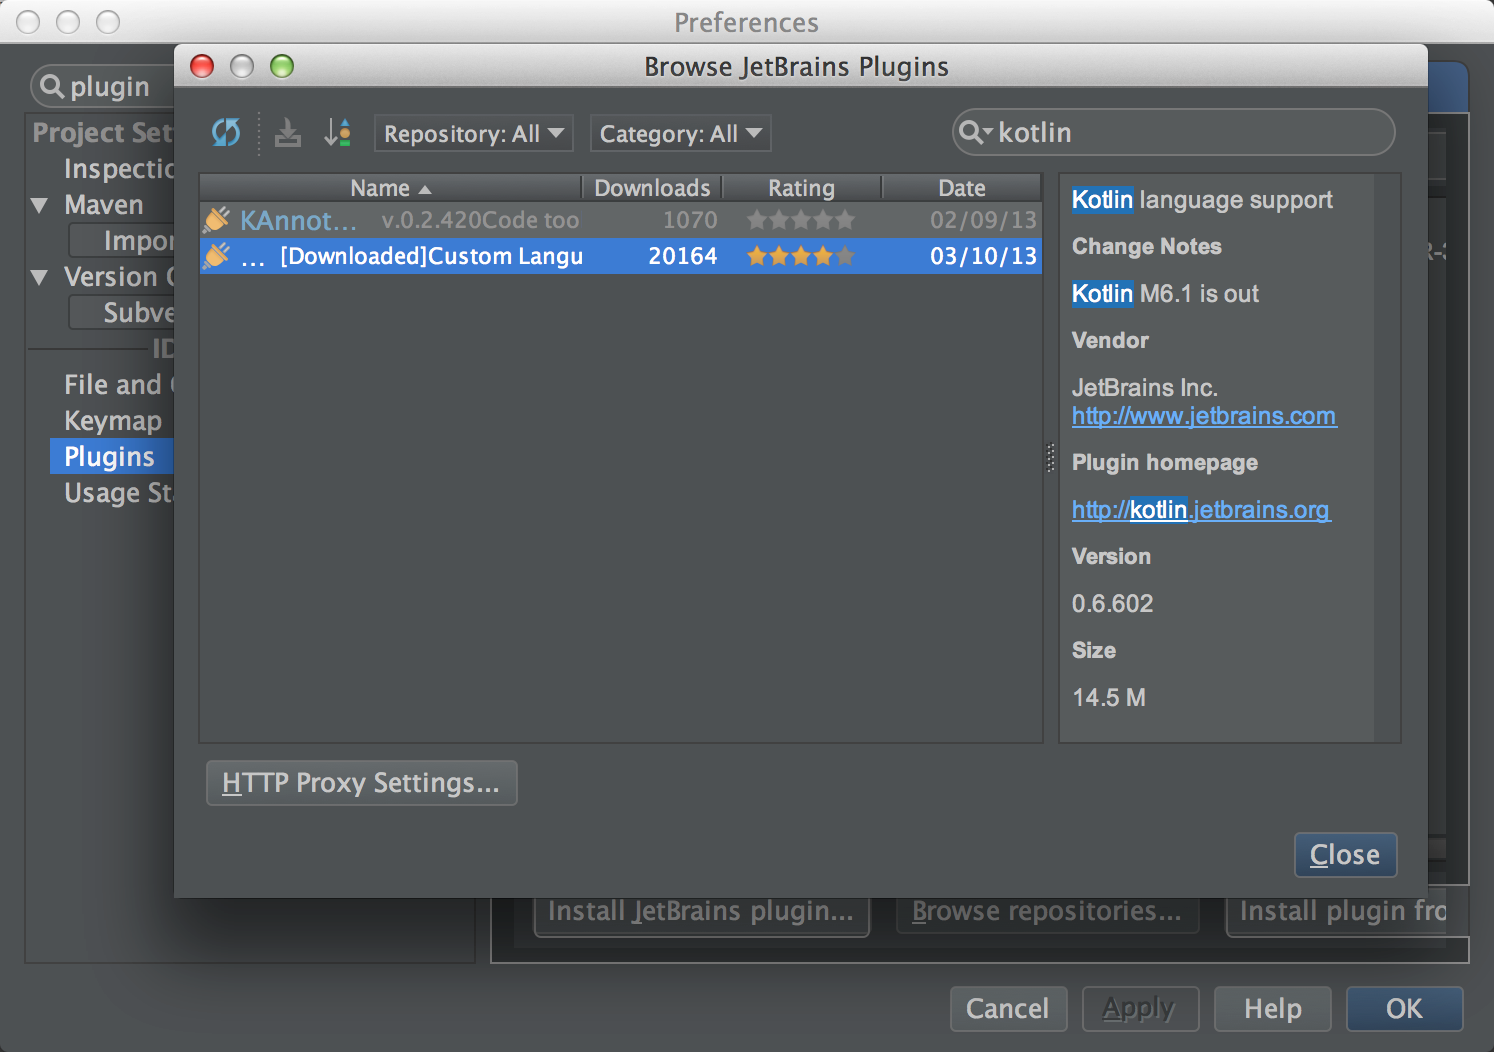 Preferences
plugin
Project Set
Inspectio
Maven
Impor
Version C
Subve
ID
File and C
Keymap
Plugins
Usage Sta
Browse JetBrains Plugins
Repository: All
Category: All
kotlin
Name Downloads Rating Date
KAnnot... v.0.2.420Code too 1070 02/09/13
... [Downloaded]Custom Langu 20164 03/10/13
Kotlin language support
Change Notes
Kotlin M6.1 is out
Vendor
JetBrains Inc.
http://www.jetbrains.com
Plugin homepage
http://kotlin.jetbrains.org
Version
0.6.602
Size
14.5 M
HTTP Proxy Settings...
Close
Install JetBrains plugin...
Browse repositories...
Install plugin fro
Cancel
Apply
Help
OK